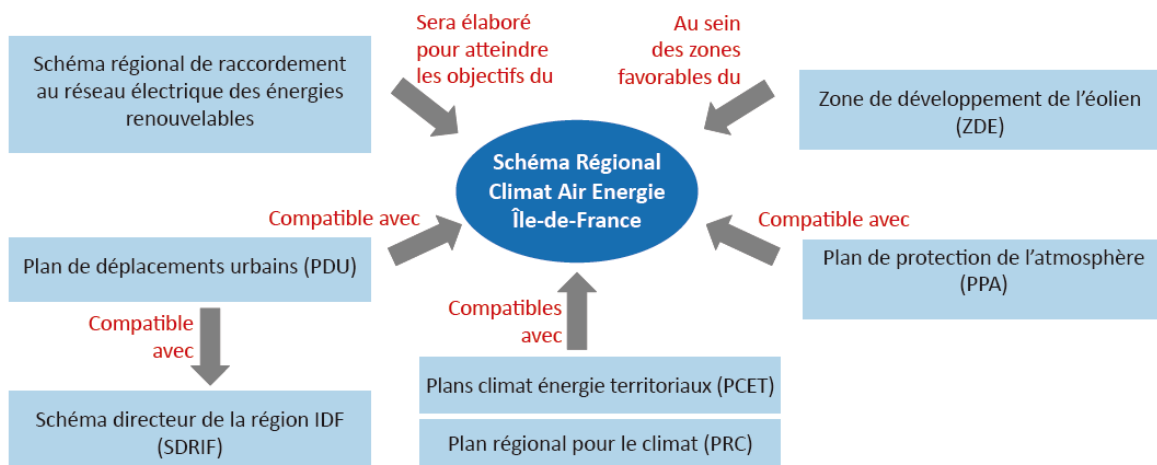 Schéma régional de raccordement
au réseau électrique des énergies
renouvelables
Sera élaboré
pour atteindre
les objectifs du
Au sein
des zones
favorables du
Zone de développement de l’éolien
(ZDE)
Schéma Régional
Climat Air Energie
Île-de-France
Compatible avec
Plan de déplacements urbains (PDU)
Compatible avec
Plan de protection de l’atmosphère
(PPA)
Compatible
avec
Schéma directeur de la région IDF
(SDRIF)
Compatibles
avec
Plans climat énergie territoriaux (PCET)
Plan régional pour le climat (PRC)